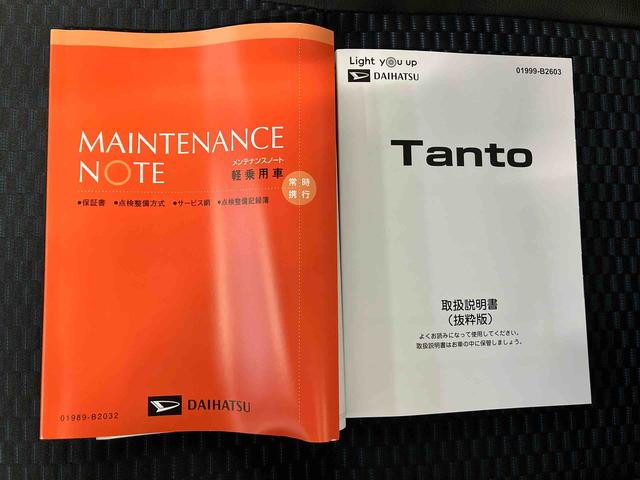 MAINTENANCE
NOTE
メンテナンスノート
軽乗用車
常時
携行
●保証書 ●点検整備方式 ●サービス網 ●点検整備記録簿
01989-B2032
DAIHATSU
Light you up
DAIHATSU
01999-B2603
Tanto
取扱説明書
（抜粋版）
よくお読みになって使用してください。
取扱説明書はお車の中に保管しましょう。